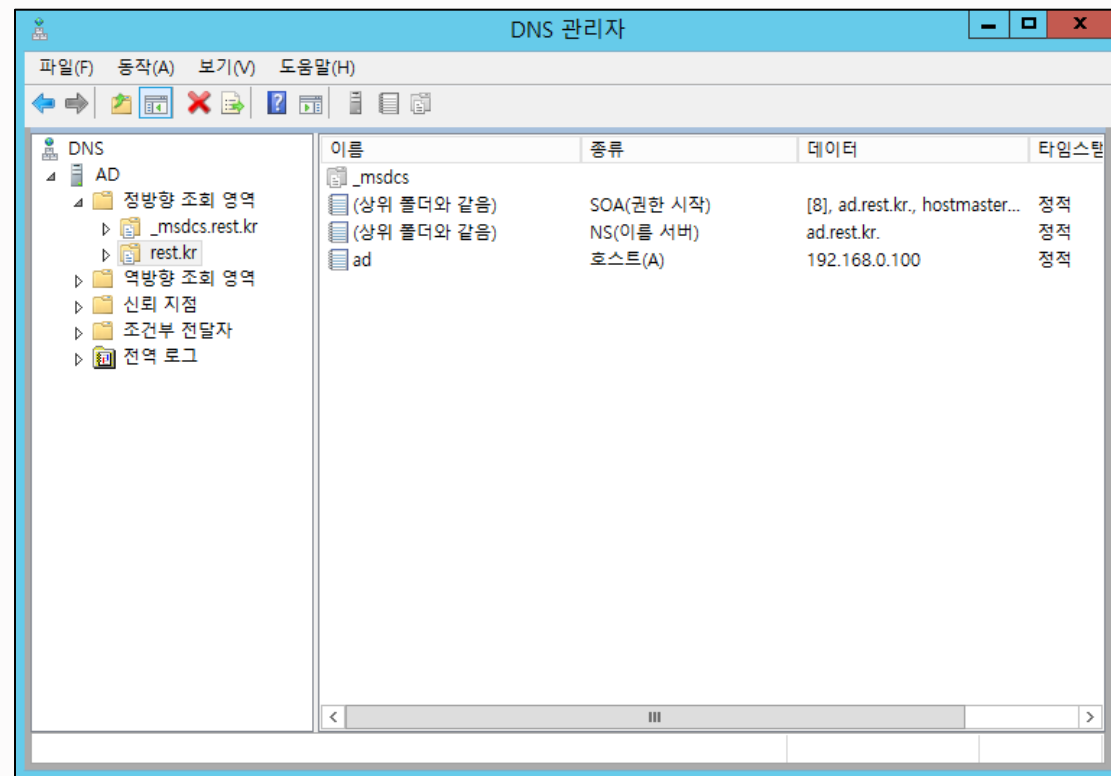 DNS 관리자
파일(F) 동작(A) 보기(V) 도움말(H)
DNS
AD
정방향 조회 영역
_msdcs.rest.kr
rest.kr
역방향 조회 영역
신뢰 지점
조건부 전달자
전역 로그
이름 종류 데이터 타임스탬
_msdcs
(상위 폴더와 같음) SOA(권한 시작) [8], ad.rest.kr., hostmaster... 정적
(상위 폴더와 같음) NS(이름 서버) ad.rest.kr. 정적
ad 호스트(A) 192.168.0.100 정적